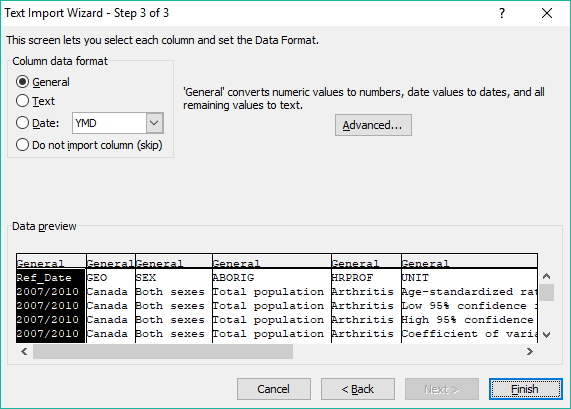 Text Import Wizard - Step 3 of 3
This screen lets you select each column and set the Data Format.
Column data format
General
Text
Date: YMD
Do not import column (skip)
'General' converts numeric values to numbers, date values to dates, and all
remaining values to text.
Advanced...
Data preview
General General General General General General
Ref_Date GEO SEX ABORIG HRPROF UNIT
2007/2010 Canada Both sexes Total population Arthritis Age-standardized rat
2007/2010 Canada Both sexes Total population Arthritis Low 95% confidence i
2007/2010 Canada Both sexes Total population Arthritis High 95% confidence
2007/2010 Canada Both sexes Total population Arthritis Coefficient of varia
Cancel < Back Next > Finish